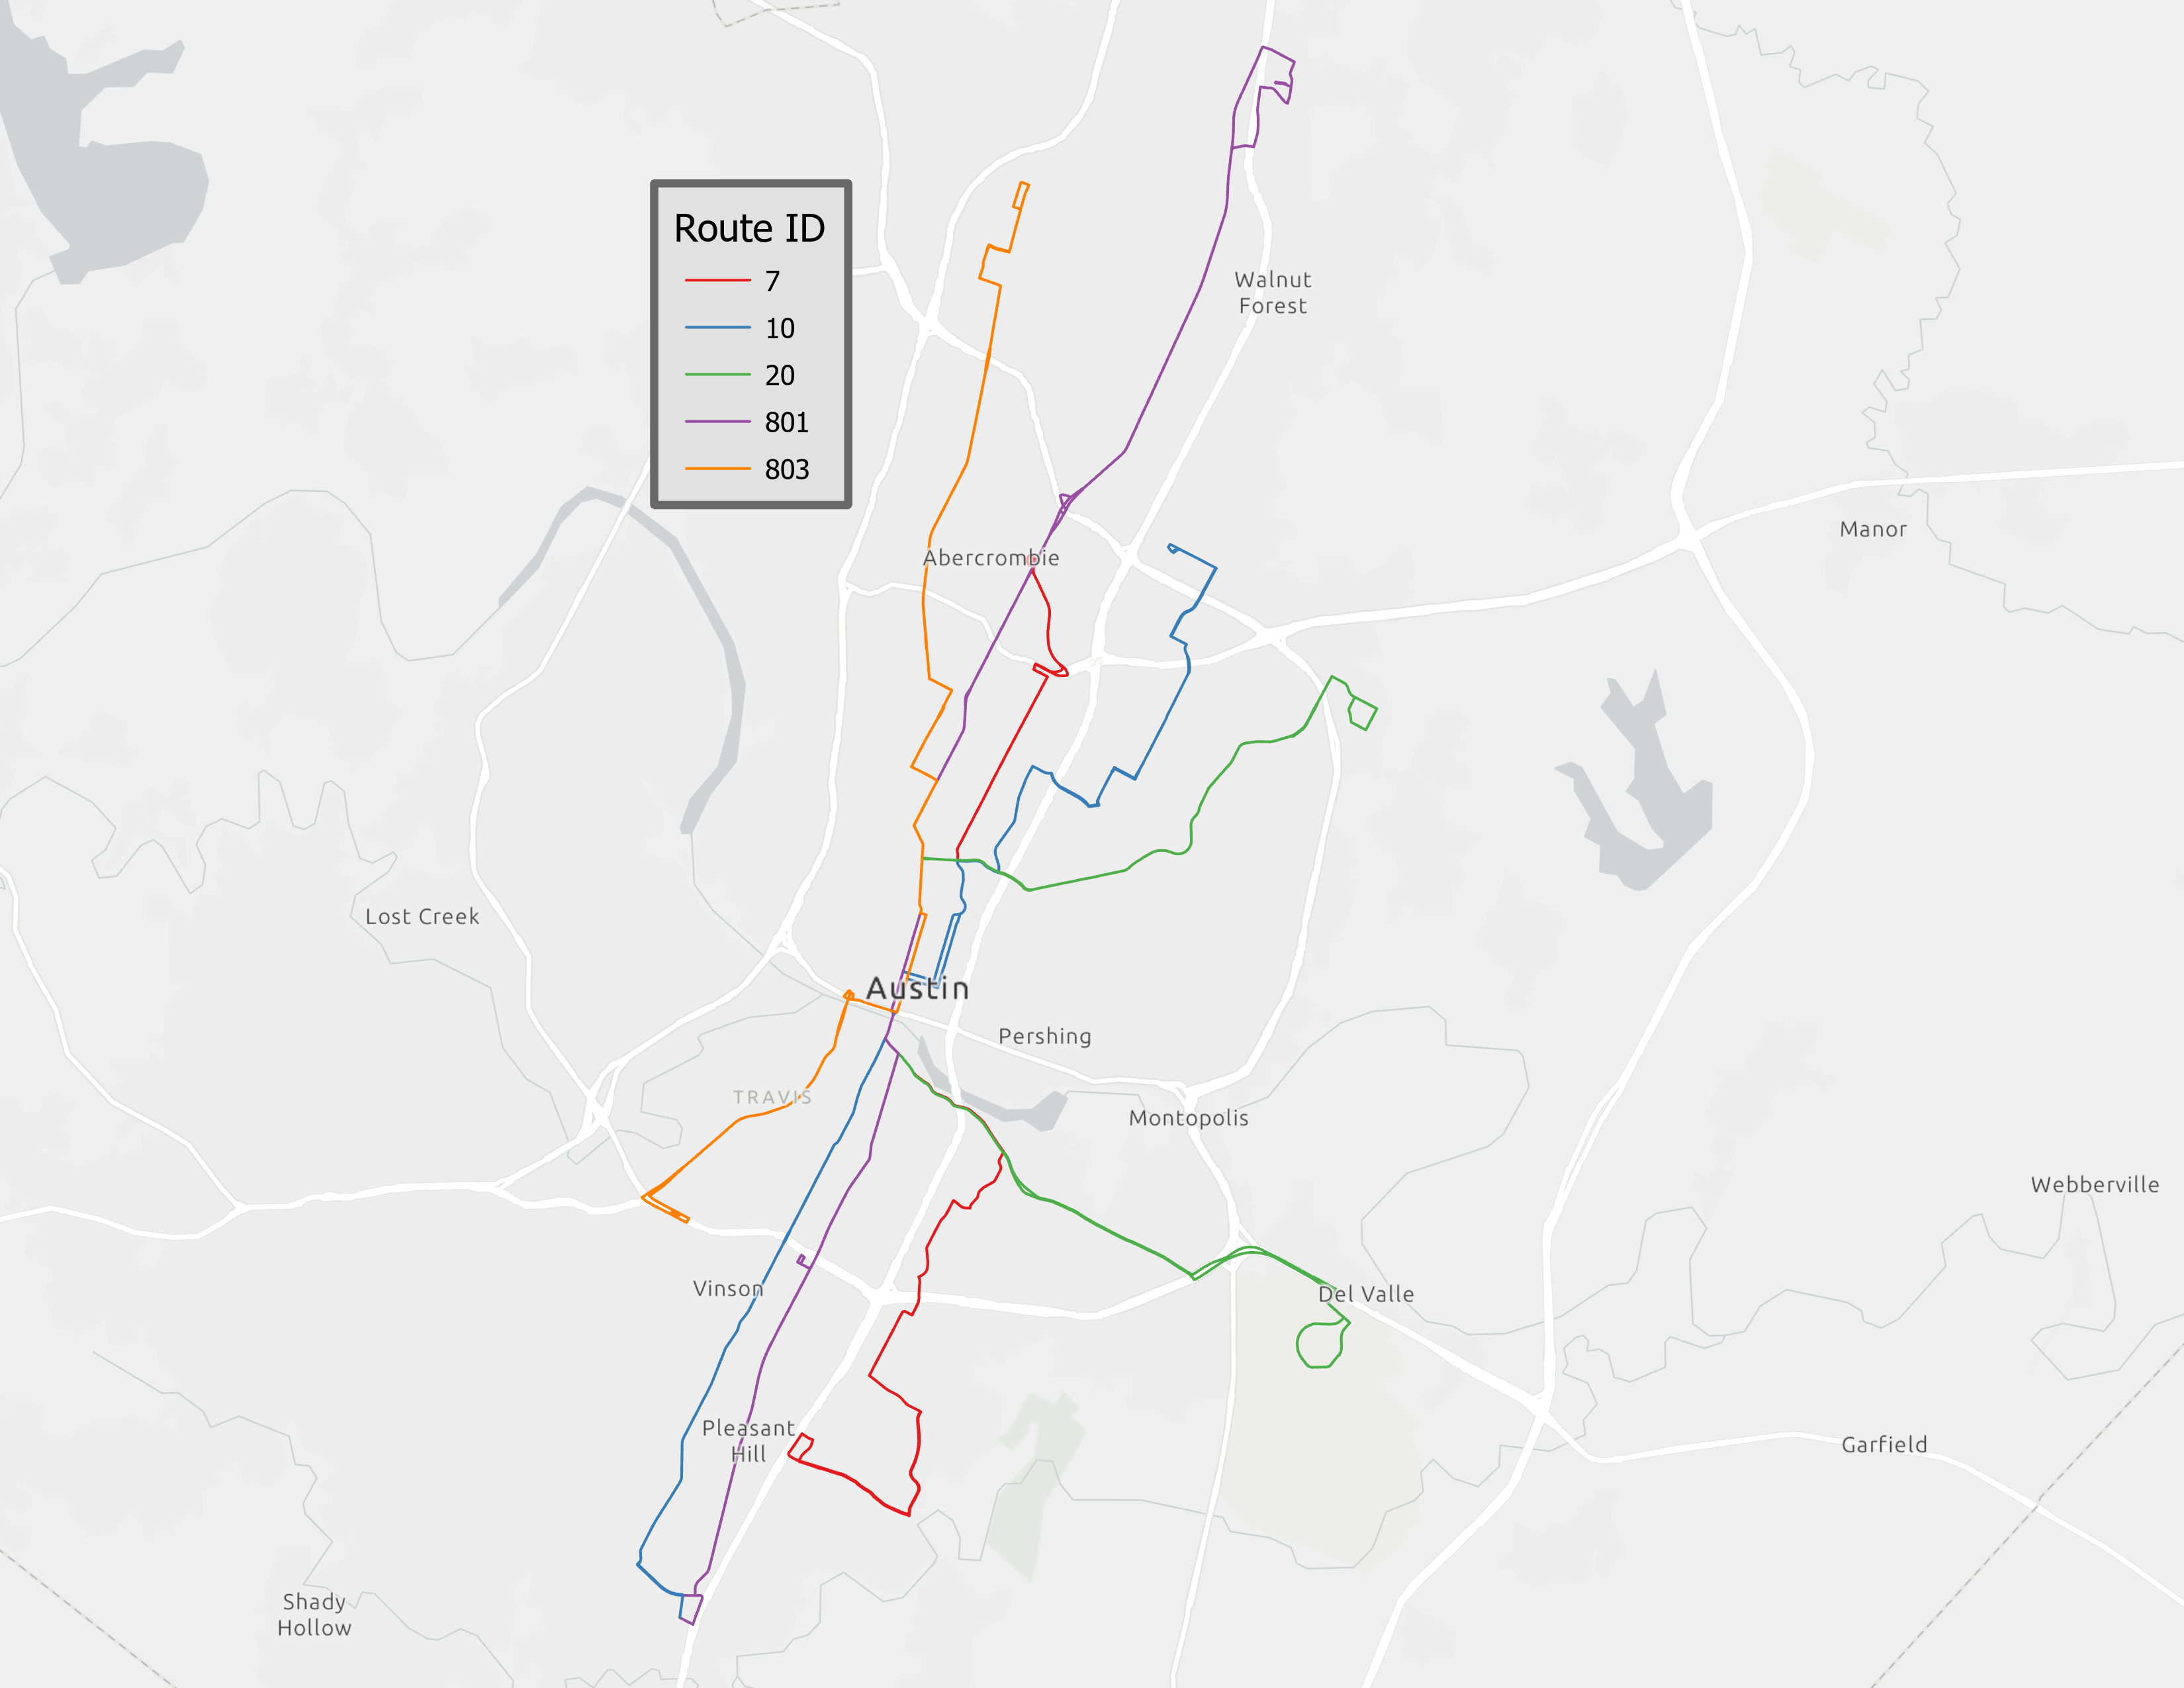 Route ID
7
10
20
801
803
Walnut
Forest
Manor
Abercrombie
Lost Creek
Austin
Pershing
TRAVIS
Montopolis
Webberville
Vinson
Del Valle
Pleasant
Hill
Garfield
Shady
Hollow